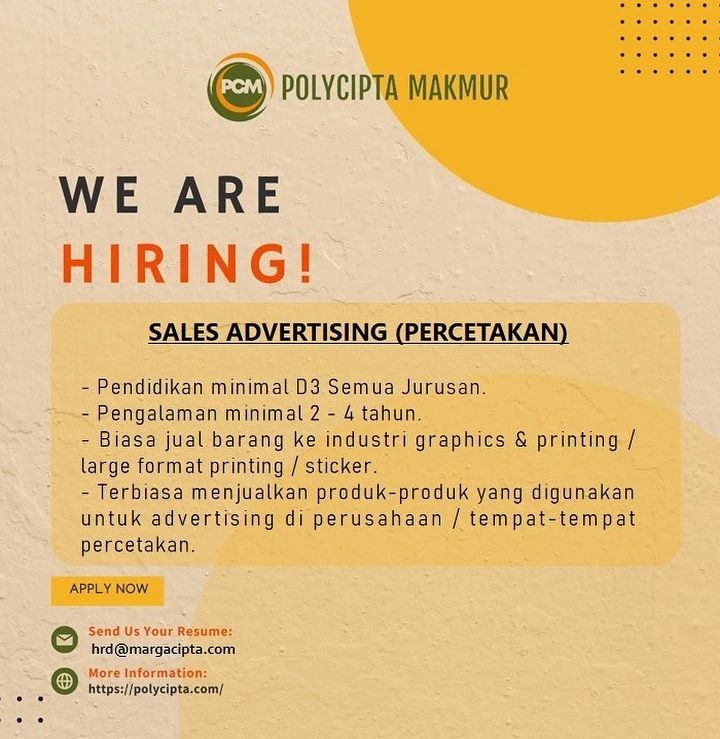 PCM POLYCIPTA MAKMUR
WE ARE
HIRING!
SALES ADVERTISING (PERCETAKAN)
- Pendidikan minimal D3 Semua Jurusan.
- Pengalaman minimal 2 - 4 tahun.
- Biasa jual barang ke industri graphics & printing /
large format printing / sticker.
- Terbiasa menjualkan produk-produk yang digunakan
untuk advertising di perusahaan / tempat-tempat
percetakan.
APPLY NOW
Send Us Your Resume:
hrd@margacipta.com
More Information:
https://polycipta.com/